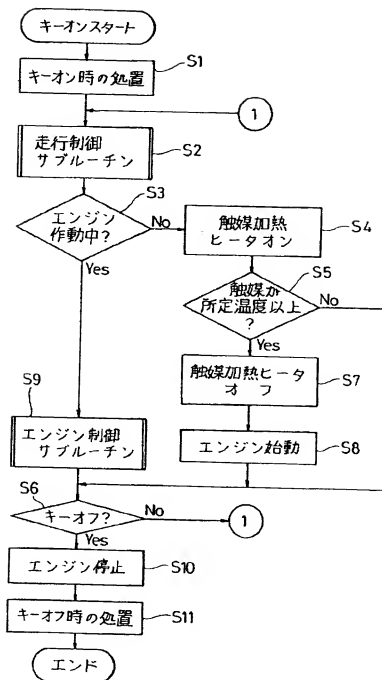 キーオンスタート
S1
キーオン時の処置
1
走行制御
サブルーチン
S2
S3
エンジン
作動中?
No
Yes
触媒加熱
ヒータオン
S4
S5
触媒が
所定温度以上
?
No
Yes
触媒加熱ヒータ
オフ
S7
エンジン始動
S8
S9
エンジン制御
サブルーチン
S6
キーオフ?
No
1
Yes
エンジン停止
S10
キーオフ時の処置
S11
エンド